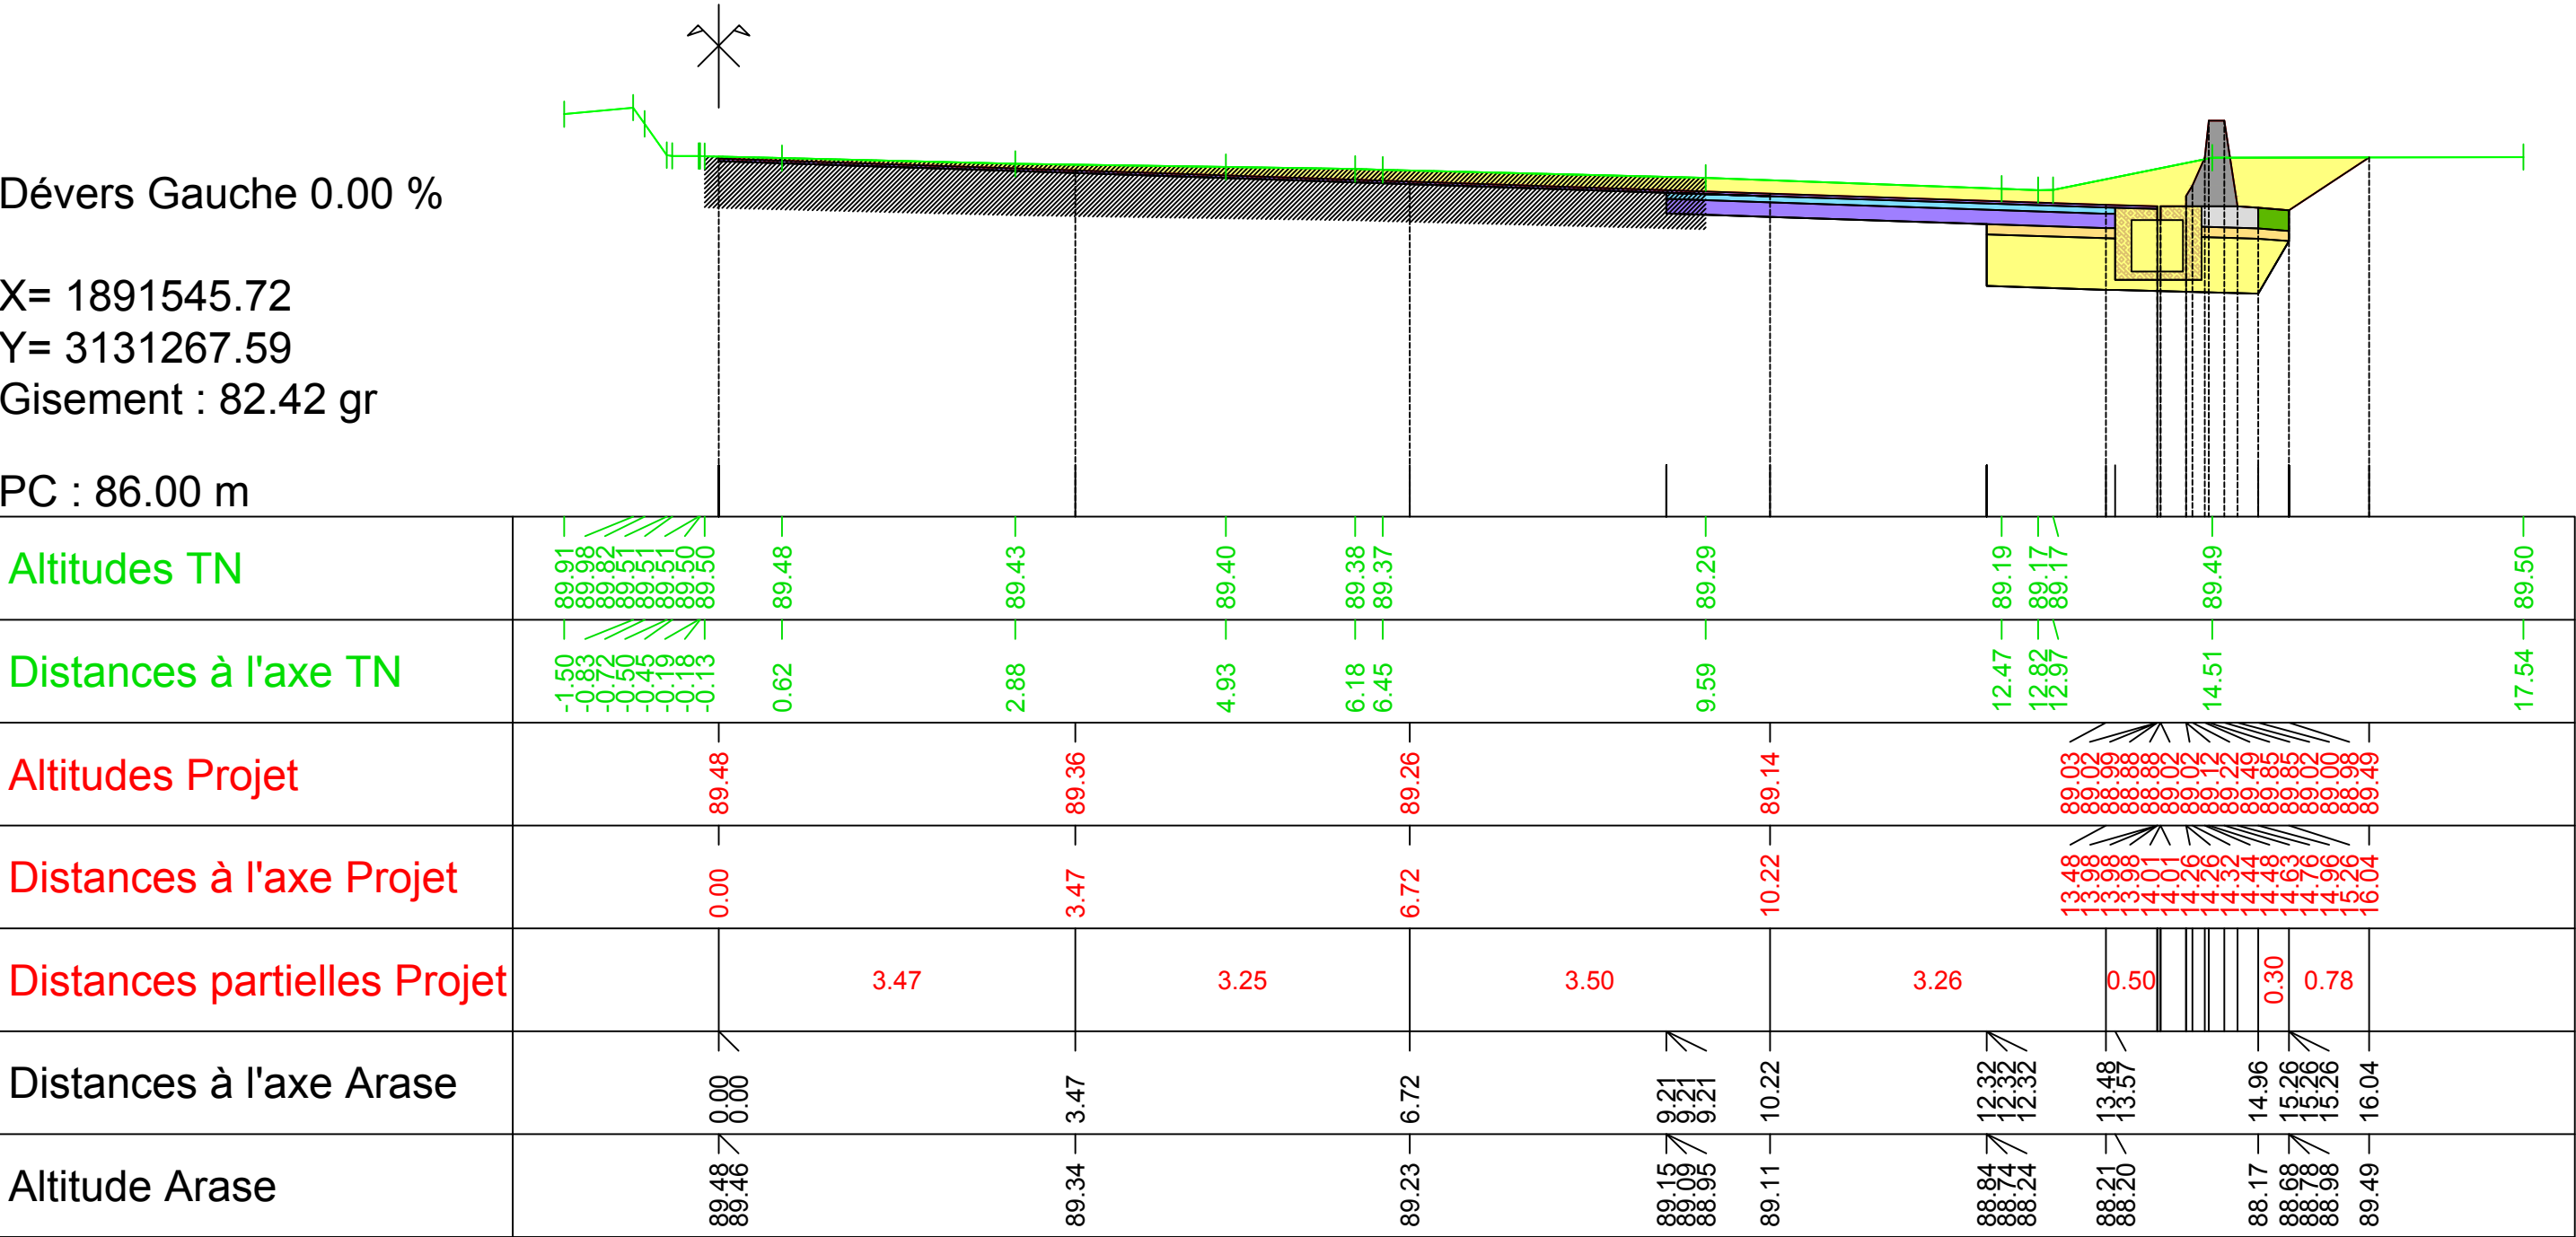 Dévers Gauche 0.00 %
X= 1891545.72
Y= 3131267.59
Gisement : 82.42 gr
PC : 86.00 m
Altitudes TN 89.91 89.98 89.82 89.51 89.51 89.51 89.50 89.50 89.48 89.43 89.40 89.38 89.37 89.29 89.19 89.17 89.17 89.49 89.50
Distances à l'axe TN -1.50 -0.83 -0.72 -0.50 -0.45 -0.19 -0.18 -0.13 0.62 2.88 4.93 6.18 6.45 9.59 12.47 12.82 12.97 14.51 17.54
Altitudes Projet 89.48 89.36 89.26 89.14 89.03 89.02 88.99 88.88 88.88 89.02 89.02 89.12 89.22 89.49 89.85 89.85 89.02 89.00 88.98 89.49
Distances à l'axe Projet 0.00 3.47 6.72 10.22 13.48 13.98 13.98 13.98 14.01 14.01 14.26 14.26 14.32 14.44 14.48 14.63 14.76 14.96 15.26 16.04
Distances partielles Projet 3.47 3.25 3.50 3.26 0.50 0.30 0.78
Distances à l'axe Arase 0.00 0.00 3.47 6.72 9.21 9.21 9.21 10.22 12.32 12.32 12.32 13.48 13.57 14.96 15.26 15.26 15.26 16.04
Altitude Arase 89.48 89.46 89.34 89.23 89.15 89.09 88.95 89.11 88.84 88.74 88.24 88.21 88.20 88.17 88.68 88.78 88.98 89.49